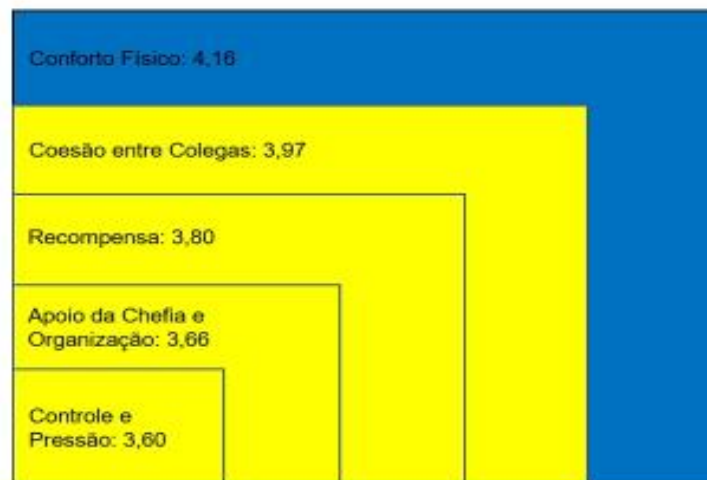 Conforto Físico: 4,16
Coesão entre Colegas: 3,97
Recompensa: 3,80
Apoio da Chefia e
Organização: 3,66
Controle e
Pressão: 3,60